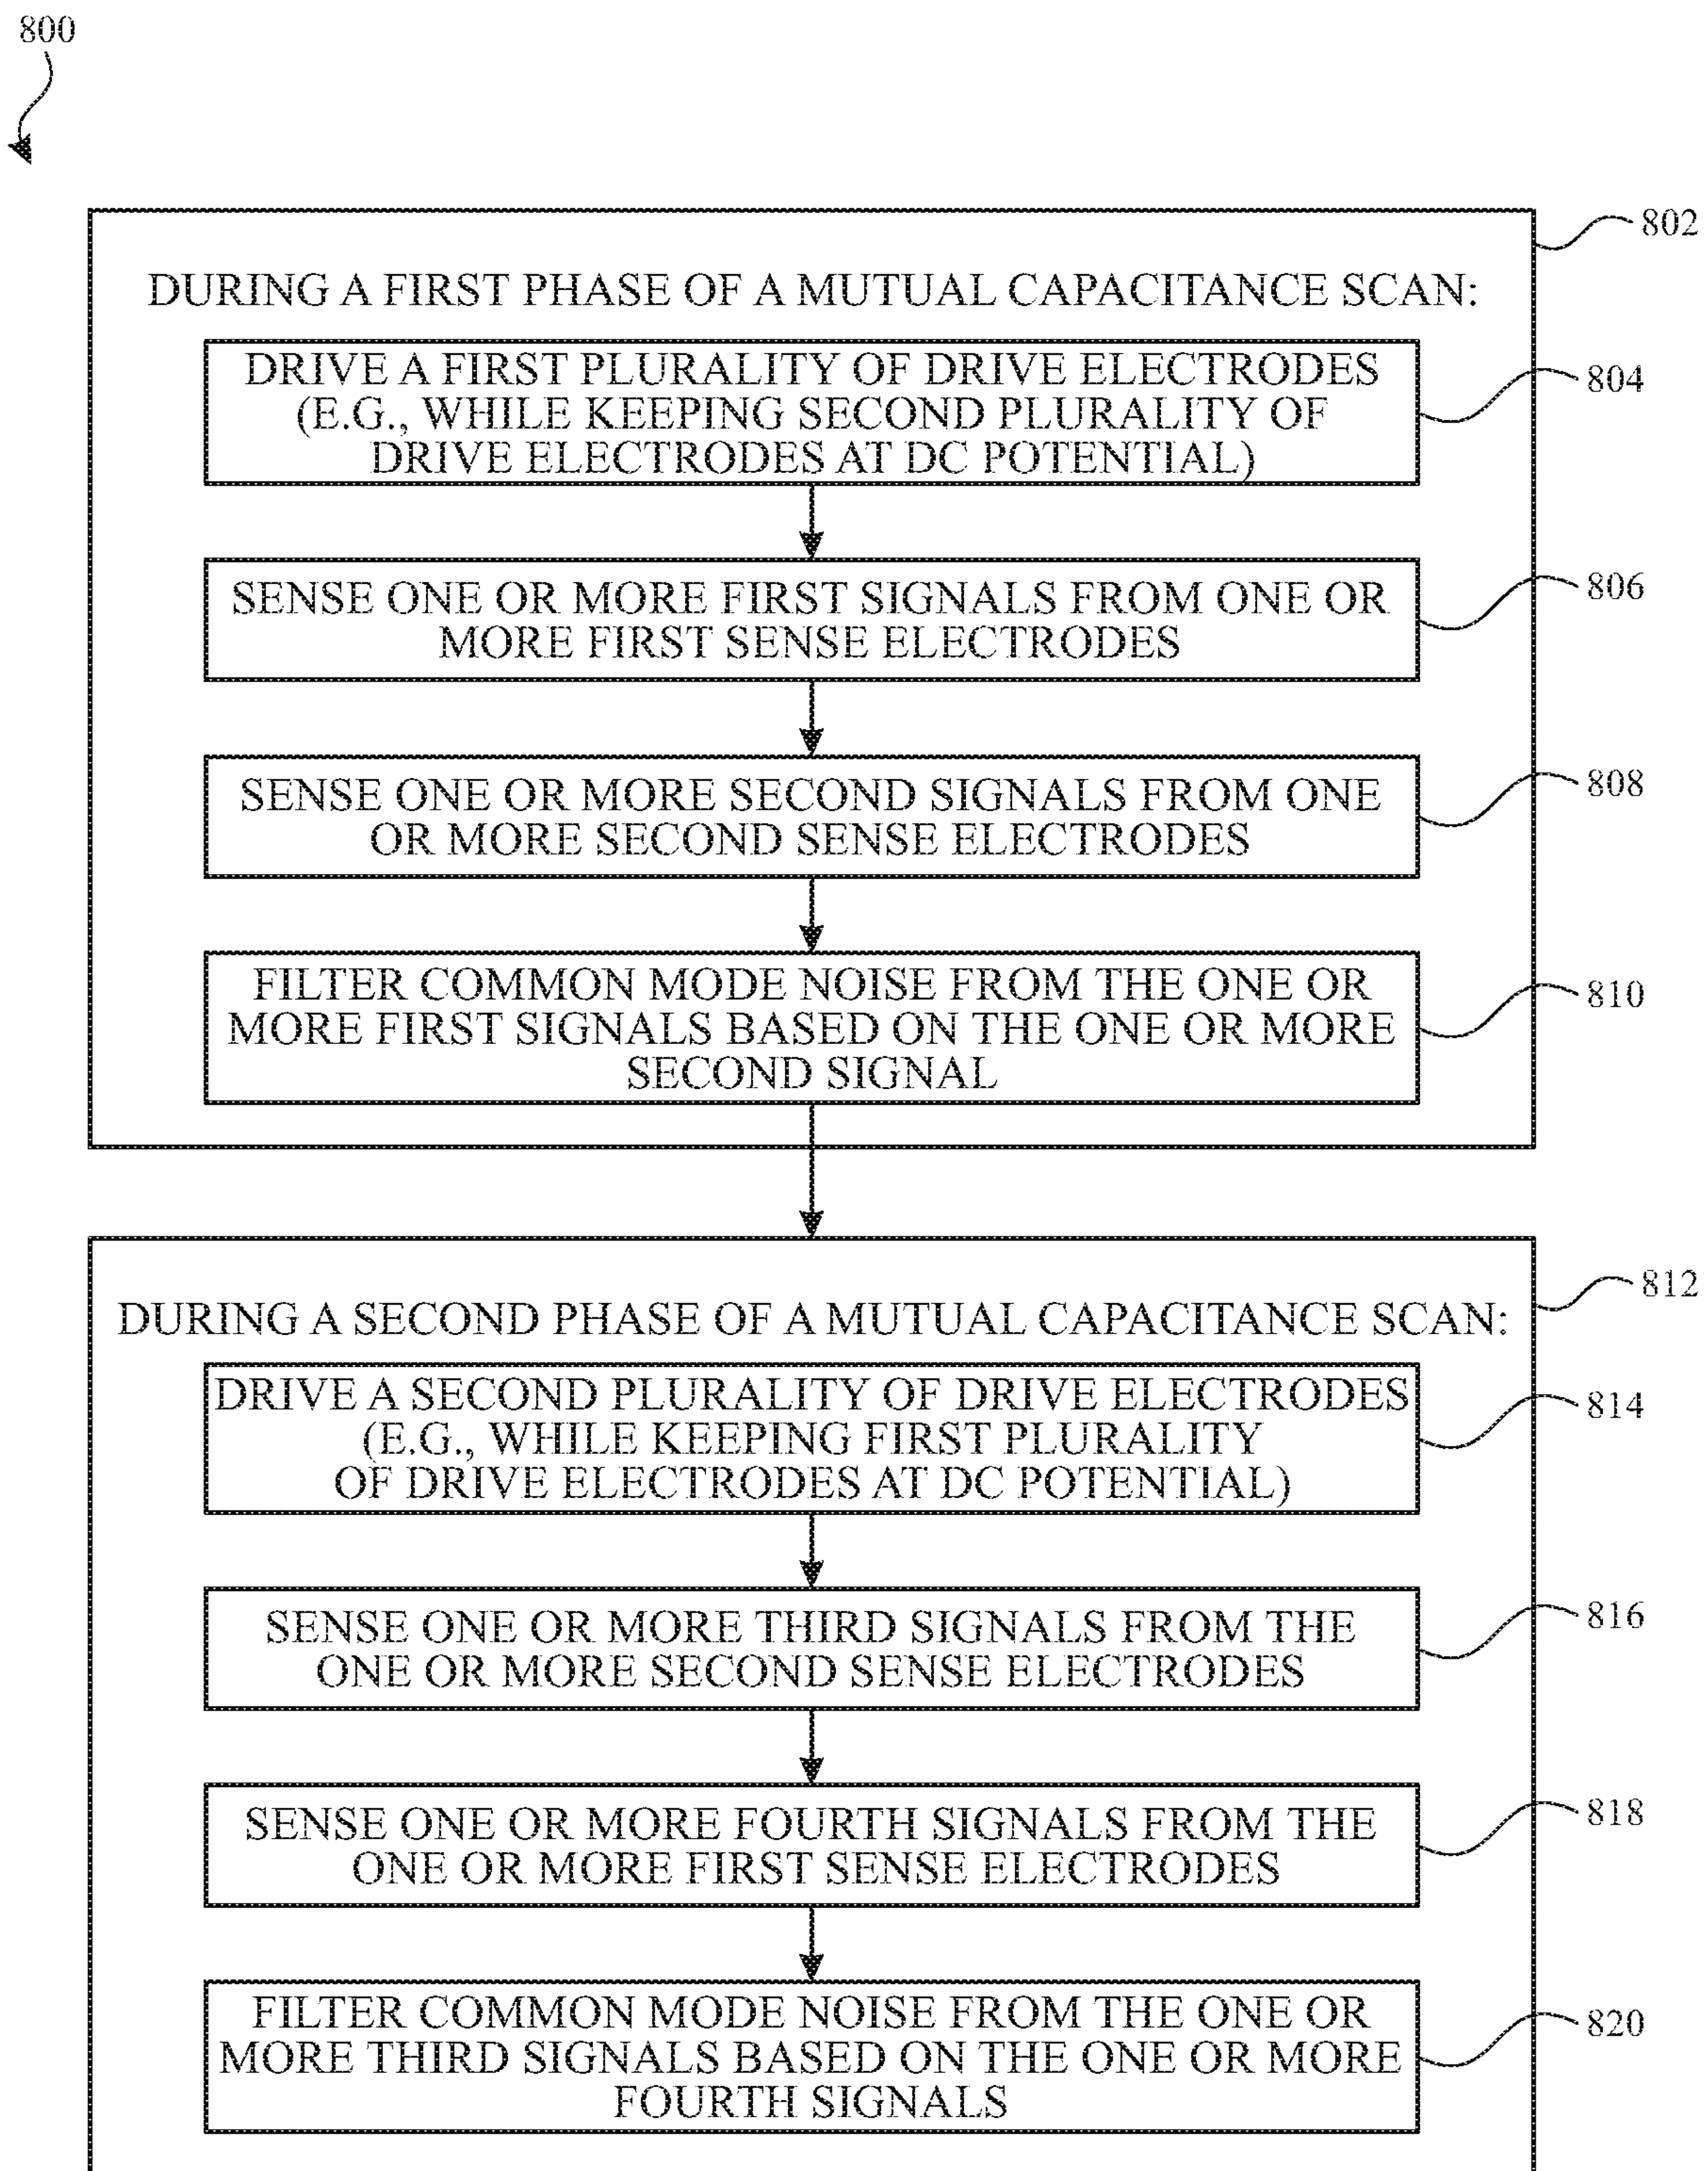 800
802
DURING A FIRST PHASE OF A MUTUAL CAPACITANCE SCAN:
DRIVE A FIRST PLURALITY OF DRIVE ELECTRODES
(E.G., WHILE KEEPING SECOND PLURALITY OF
DRIVE ELECTRODES AT DC POTENTIAL)
804
SENSE ONE OR MORE FIRST SIGNALS FROM ONE OR
MORE FIRST SENSE ELECTRODES
806
SENSE ONE OR MORE SECOND SIGNALS FROM ONE
OR MORE SECOND SENSE ELECTRODES
808
FILTER COMMON MODE NOISE FROM THE ONE OR
MORE FIRST SIGNALS BASED ON THE ONE OR MORE
SECOND SIGNAL
810
812
DURING A SECOND PHASE OF A MUTUAL CAPACITANCE SCAN:
DRIVE A SECOND PLURALITY OF DRIVE ELECTRODES
(E.G., WHILE KEEPING FIRST PLURALITY
OF DRIVE ELECTRODES AT DC POTENTIAL)
814
SENSE ONE OR MORE THIRD SIGNALS FROM THE
ONE OR MORE SECOND SENSE ELECTRODES
816
SENSE ONE OR MORE FOURTH SIGNALS FROM THE
ONE OR MORE FIRST SENSE ELECTRODES
818
FILTER COMMON MODE NOISE FROM THE ONE OR
MORE THIRD SIGNALS BASED ON THE ONE OR MORE
FOURTH SIGNALS
820